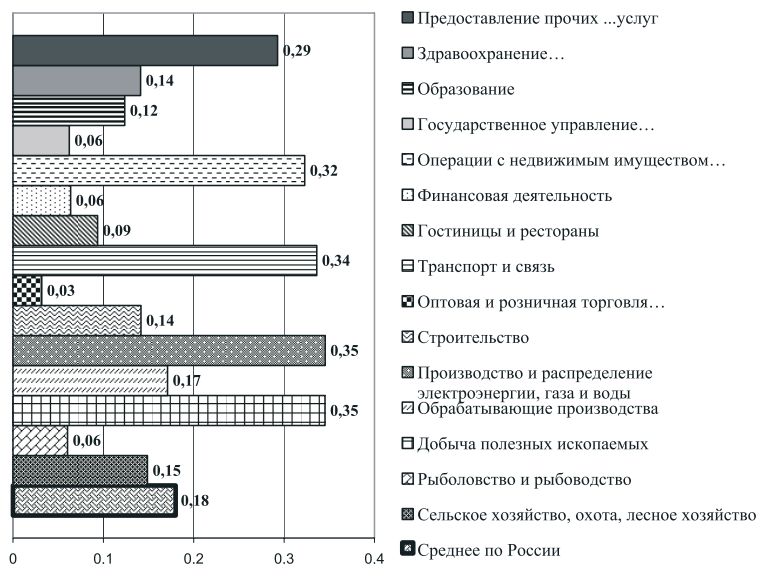 0,29
0,14
0,12
0,06
0,32
0,06
0,09
0,34
0,03
0,14
0,35
0,17
0,35
0,06
0,15
0,18
0
0.1
0.2
0.3
0.4
Предоставление прочих ...услуг
Здравоохранение…
Образование
Государственное управление…
Операции с недвижимым имуществом…
Финансовая деятельность
Гостиницы и рестораны
Транспорт и связь
Оптовая и розничная торговля…
Строительство
Производство и распределение
электроэнергии, газа и воды
Обрабатывающие производства
Добыча полезных ископаемых
Рыболовство и рыбоводство
Сельское хозяйство, охота, лесное хозяйство
Среднее по России